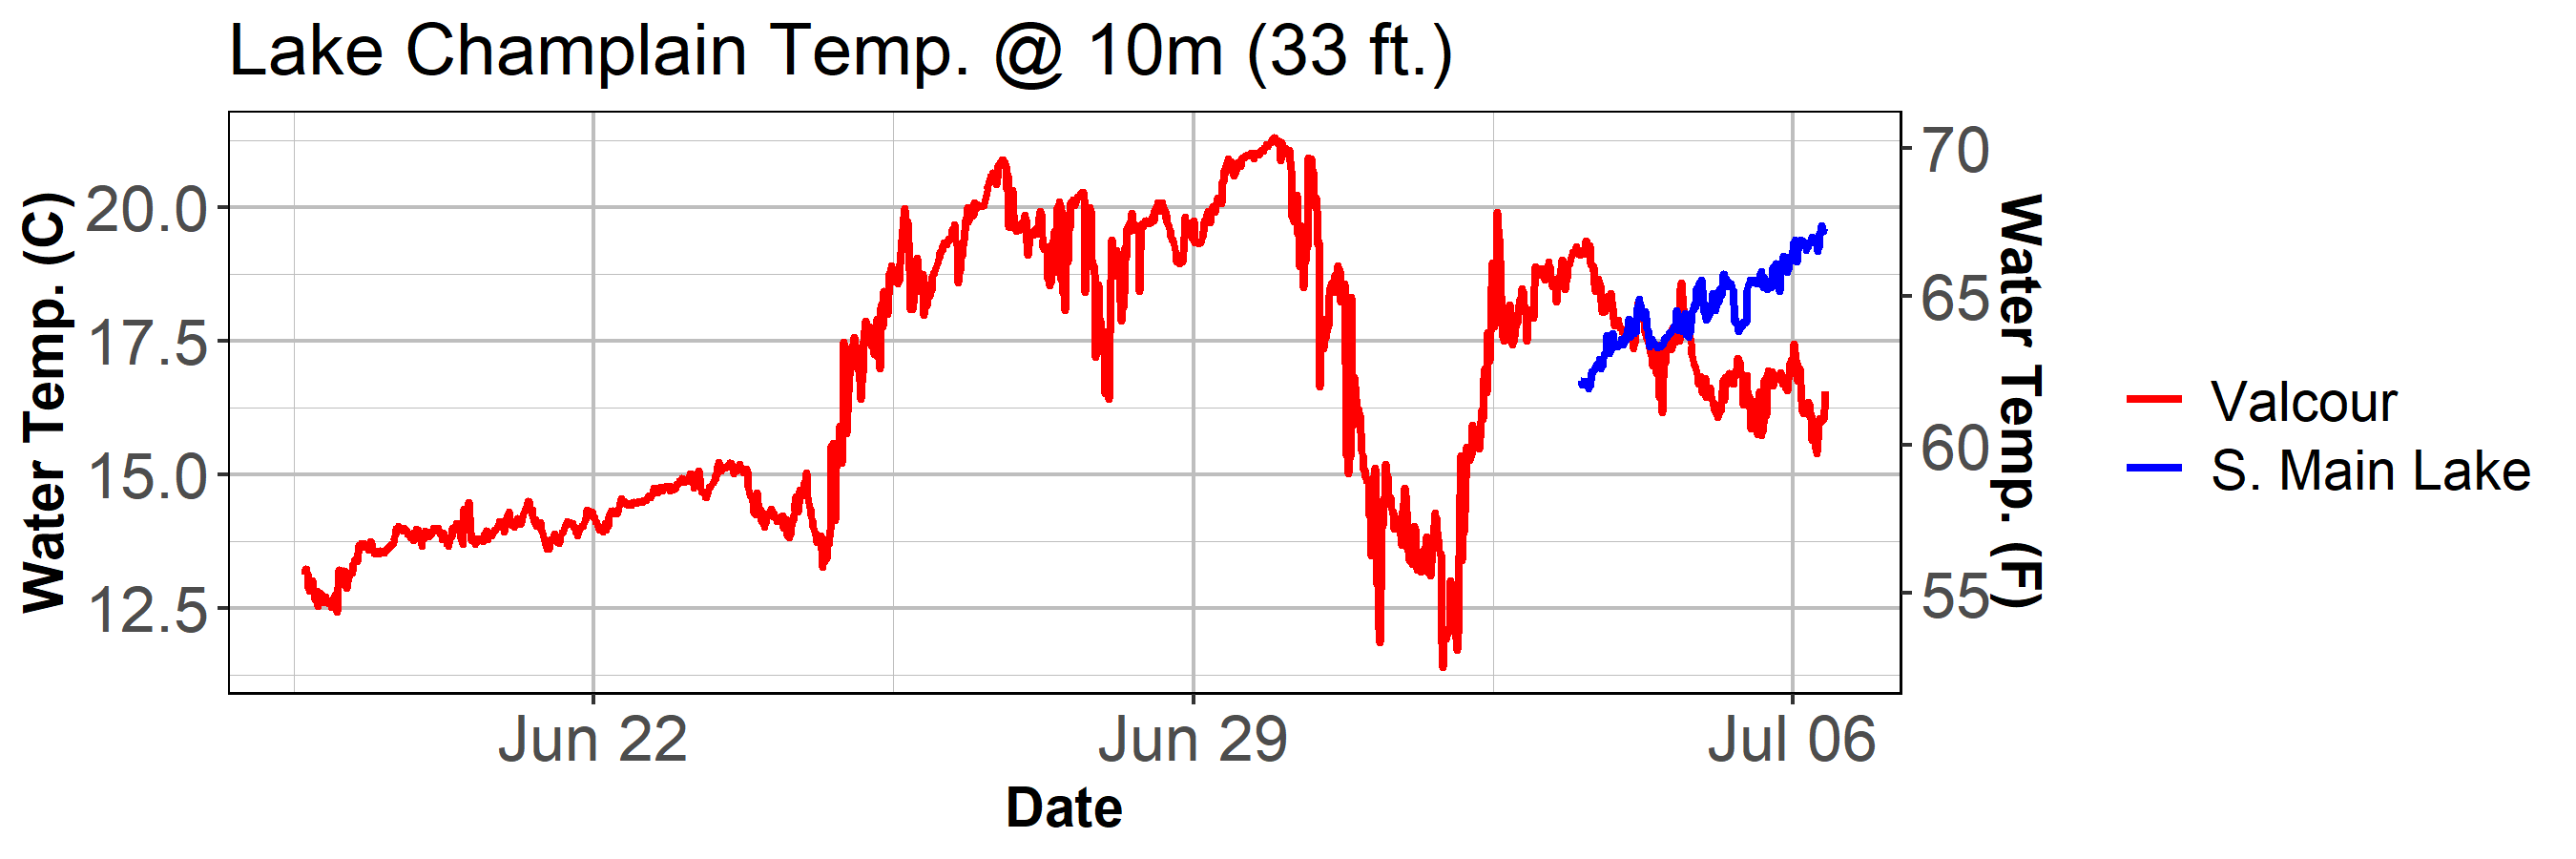 Lake Champlain Temp. @ 10m (33 ft.)
Water Temp. (C)
20.0
17.5
15.0
12.5
70
65
60
55
Water Temp. (F)
Jun 22
Jun 29
Jul 06
Date
Valcour
S. Main Lake